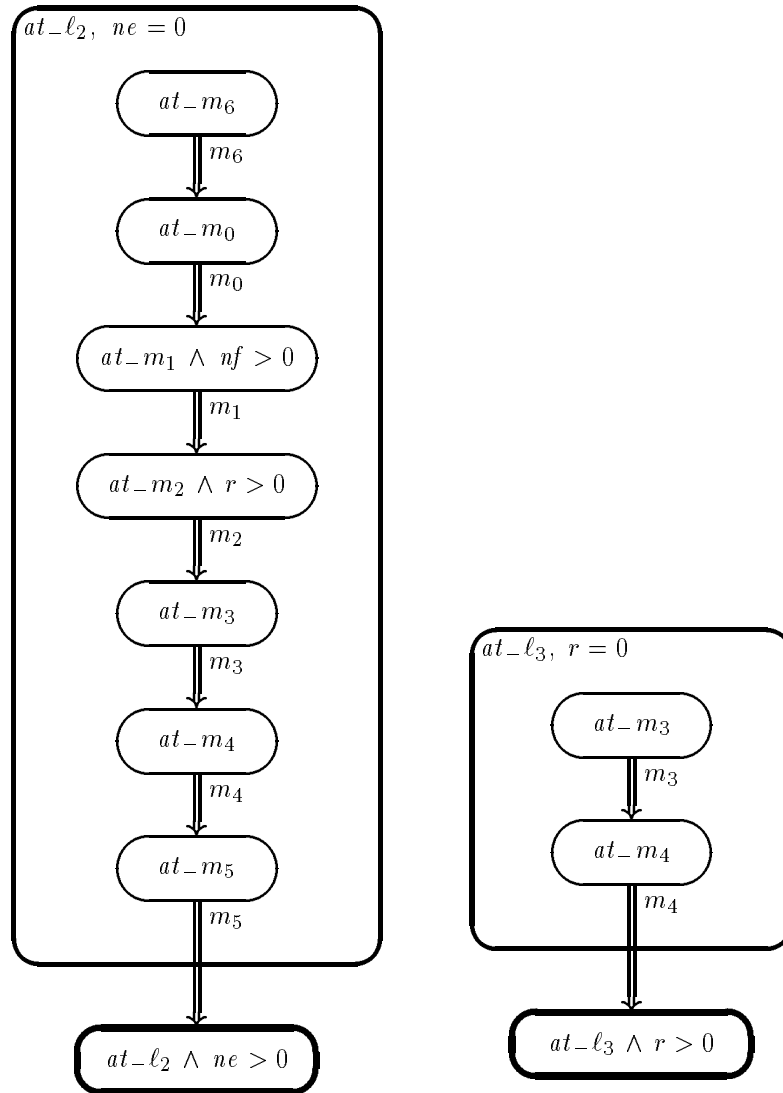 at_ℓ₂, ne = 0
at_m₆
m₆
at_m₀
m₀
at_m₁ ∧ nf > 0
m₁
at_m₂ ∧ r > 0
m₂
at_m₃
m₃
at_m₄
m₄
at_m₅
m₅
at_ℓ₂ ∧ ne > 0
at_ℓ₃, r = 0
at_m₃
m₃
at_m₄
m₄
at_ℓ₃ ∧ r > 0